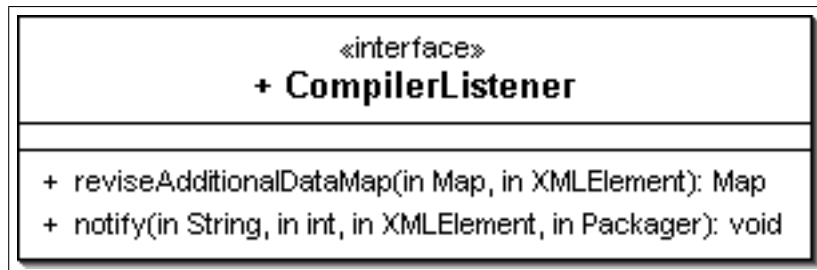 «interface»
+ CompilerListener
+ reviseAdditionalDataMap(in Map, in XMLElement): Map
+ notify(in String, in int, in XMLElement, in Packager): void